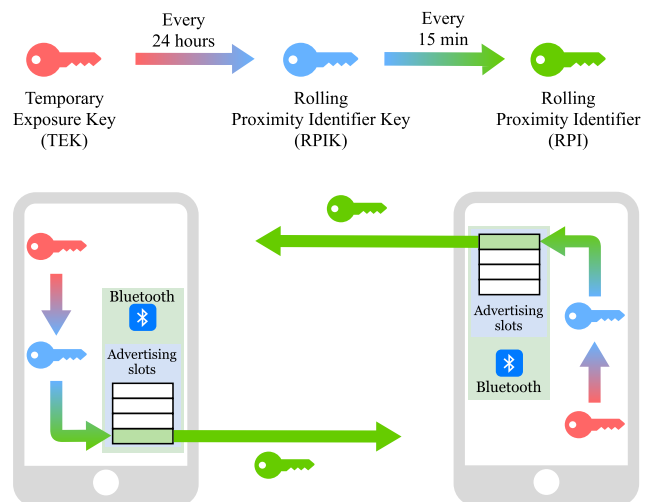 Every
24 hours
Every
15 min
Temporary
Exposure Key
(TEK)
Rolling
Proximity Identifier Key
(RPIK)
Rolling
Proximity Identifier
(RPI)
Bluetooth
Advertising
slots
Advertising
slots
Bluetooth